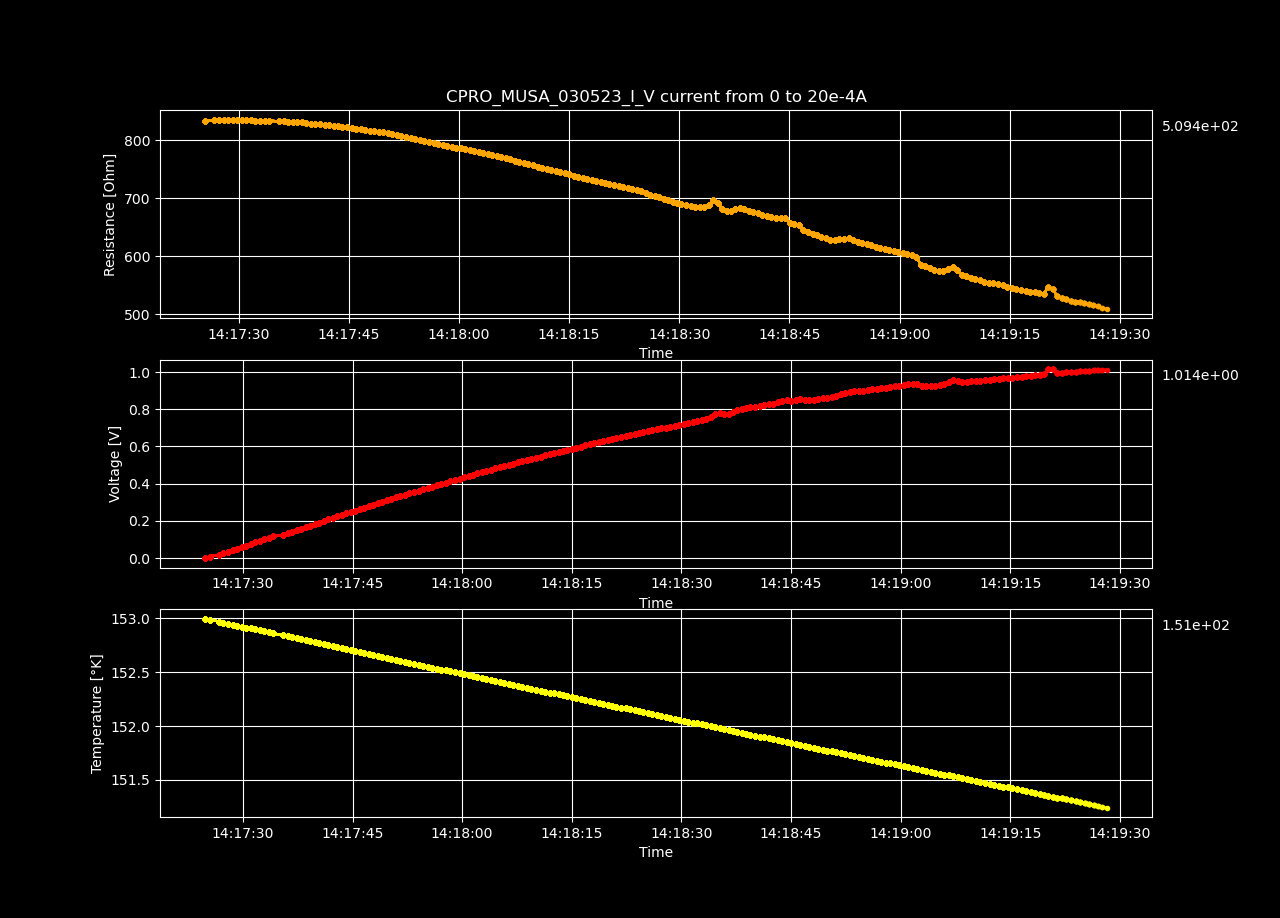 CPRO_MUSA_030523_I_V current from 0 to 20e-4A
5.094e+02
Resistance [Ohm]
800
700
600
500
14:17:30 14:17:45 14:18:00 14:18:15 14:18:30 14:18:45 14:19:00 14:19:15 14:19:30
Time
1.014e+00
Voltage [V]
1.0
0.8
0.6
0.4
0.2
0.0
14:17:30 14:17:45 14:18:00 14:18:15 14:18:30 14:18:45 14:19:00 14:19:15 14:19:30
Time
1.51e+02
Temperature [°K]
153.0
152.5
152.0
151.5
14:17:30 14:17:45 14:18:00 14:18:15 14:18:30 14:18:45 14:19:00 14:19:15 14:19:30
Time